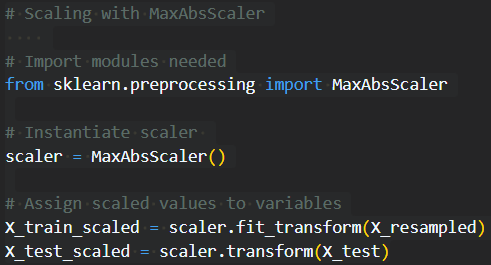 # Scaling with MaxAbsScaler
# Import modules needed
from sklearn.preprocessing import MaxAbsScaler
# Instantiate scaler
scaler = MaxAbsScaler()
# Assign scaled values to variables
X_train_scaled = scaler.fit_transform(X_resampled)
X_test_scaled = scaler.transform(X_test)